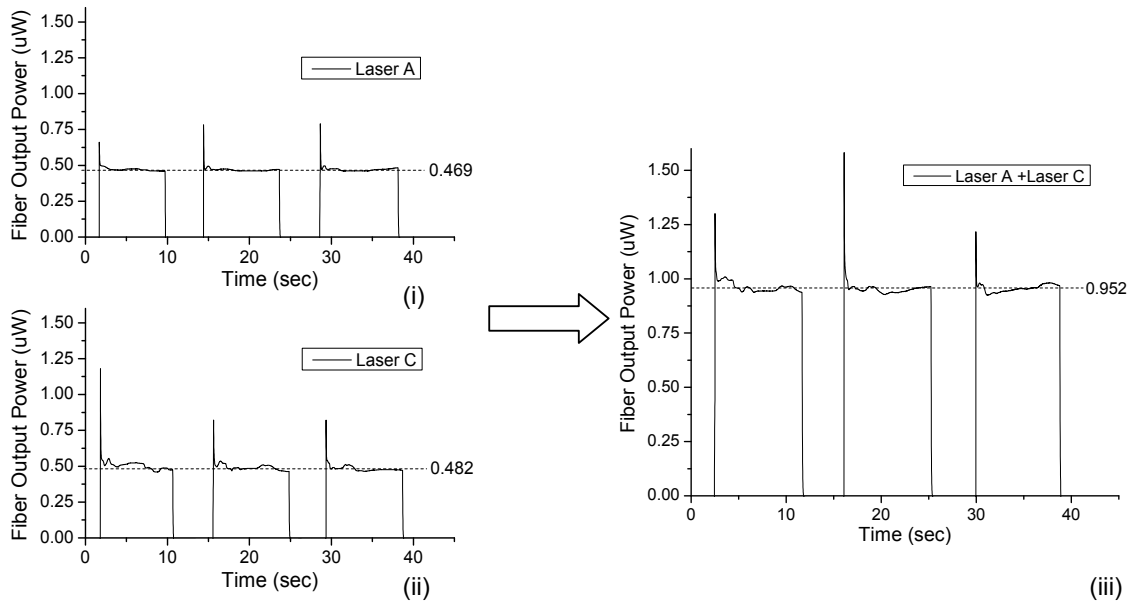 Fiber Output Power (uW)
1.50
1.25
1.00
0.75
0.50
0.25
0.00
Laser A
0.469
0 10 20 30 40
Time (sec)
(i)
Fiber Output Power (uW)
1.50
1.25
1.00
0.75
0.50
0.25
0.00
Laser C
0.482
0 10 20 30 40
Time (sec)
(ii)
Fiber Output Power (uW)
1.50
1.25
1.00
0.75
0.50
0.25
0.00
Laser A +Laser C
0.952
0 10 20 30 40
Time (sec)
(iii)